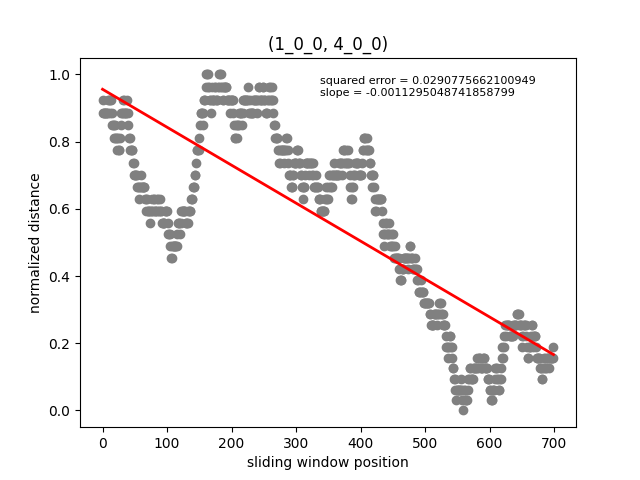 (1_0_0, 4_0_0)
squared error = 0.0290775662100949
slope = -0.0011295048741858799
1.0
0.8
0.6
0.4
0.2
0.0
normalized distance
0 100 200 300 400 500 600 700
sliding window position